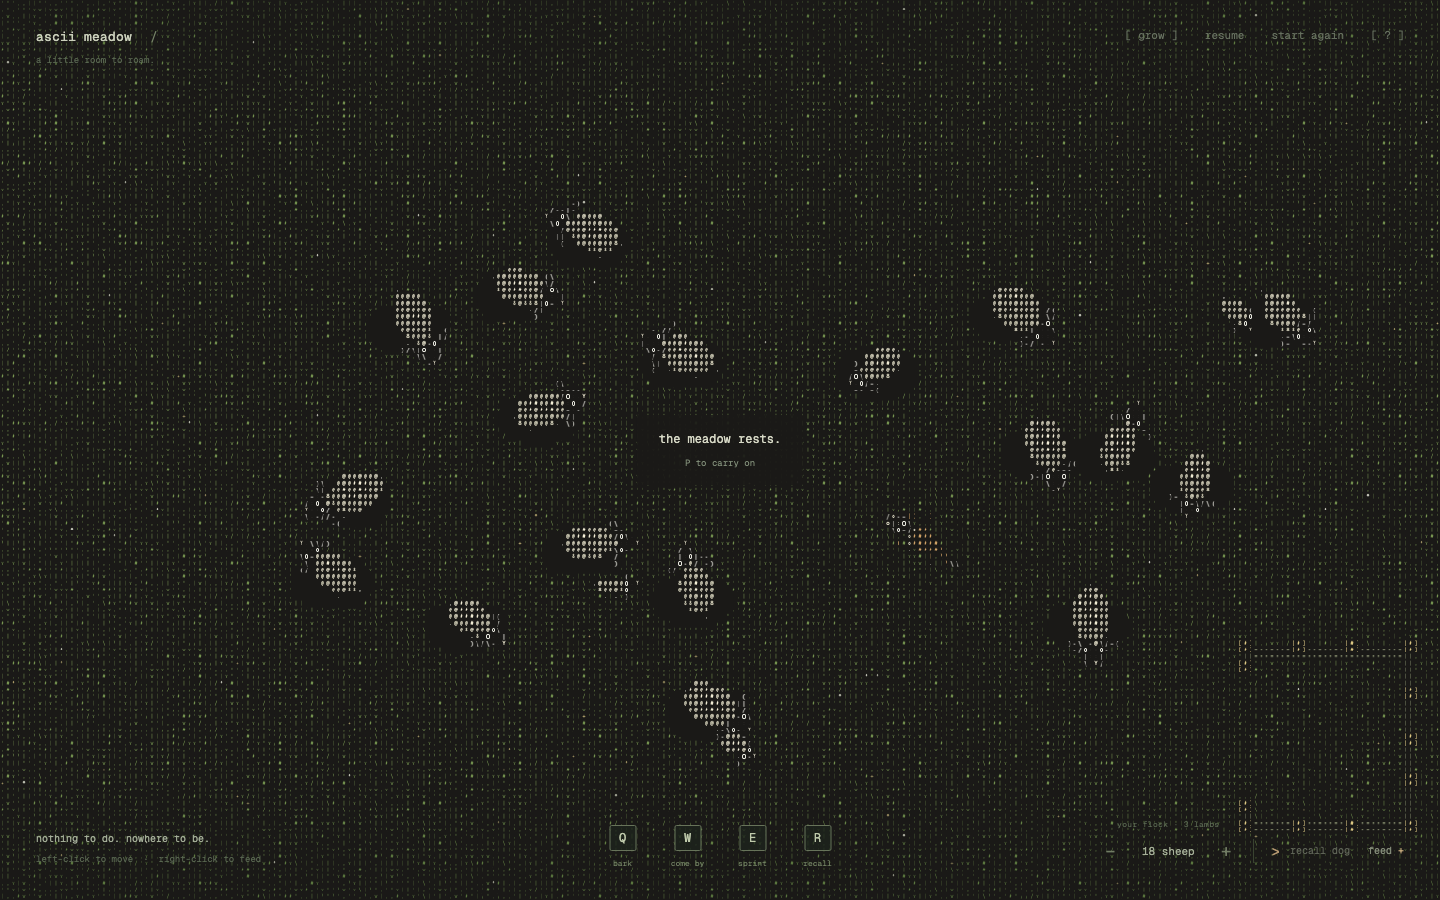 ascii meadow /
[ grow ] resume start again [ ? ]
a little room to roam
the meadow rests.
P to carry on
your flock · 3 lambs
nothing to do. nowhere to be.
Q W E R
− 18 sheep + > recall dog feed +
left-click to move · right-click to feed
bark come by sprint recall